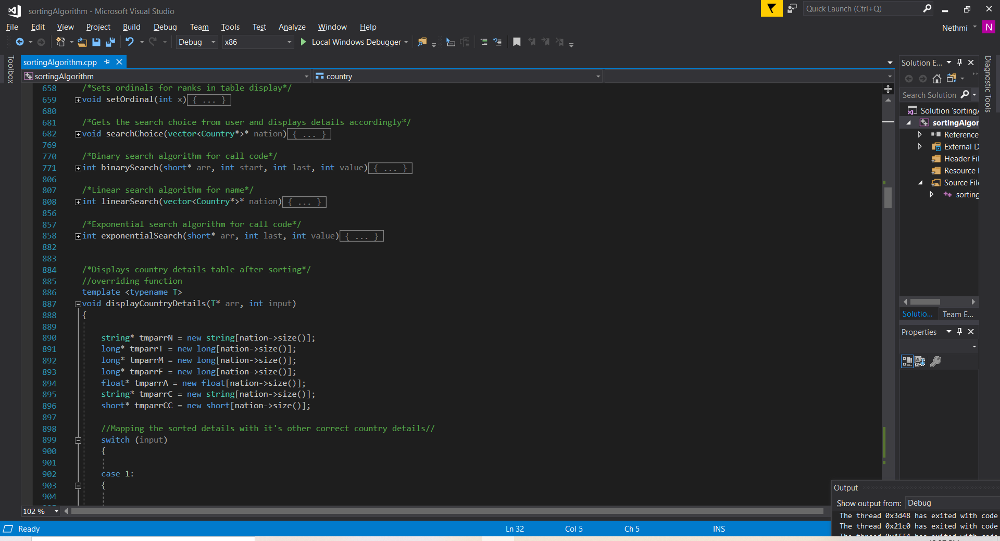 sortingAlgorithm - Microsoft Visual Studio
Quick Launch (Ctrl+Q)
File Edit View Project Build Debug Team Tools Test Analyze Window Help
Nethmi N
Debug x86 Local Windows Debugger
Toolbox
sortingAlgorithm.cpp
sortingAlgorithm country
658 /*Sets ordinals for ranks in table display*/
659 void setOrdinal(int x){ ... }
680
681 /*Gets the search choice from user and displays details accordingly*/
682 void searchChoice(vector<Country*>* nation){ ... }
769
770 /*Binary search algorithm for call code*/
771 int binarySearch(short* arr, int start, int last, int value){ ... }
806
807 /*Linear search algorithm for name*/
808 int linearSearch(vector<Country*>* nation){ ... }
856
857 /*Exponential search algorithm for call code*/
858 int exponentialSearch(short* arr, int last, int value){ ... }
882
883
884 /*Displays country details table after sorting*/
885 //overriding function
886 template <typename T>
887 void displayCountryDetails(T* arr, int input)
888 {
889
890 string* tmparrN = new string[nation->size()];
891 long* tmparrT = new long[nation->size()];
892 long* tmparrM = new long[nation->size()];
893 long* tmparrF = new long[nation->size()];
894 float* tmparrA = new float[nation->size()];
895 string* tmparrC = new string[nation->size()];
896 short* tmparrCC = new short[nation->size()];
897
898 //Mapping the sorted details with it's other correct country details//
899 switch (input)
900 {
901
902 case 1:
903 {
904
102 %
Solution E...
Search Solution
Solution 'sorting
sortingAlgor
Reference
External D
Header Fil
Resource
Source File
sorting
Solutio... Team E...
Properties
Diagnostic Tools
Output
Show output from: Debug
The thread 0x3d48 has exited with code
The thread 0x21c0 has exited with code
The thread 0x4ff4 has exited with code
Ready Ln 32 Col 5 Ch 5 INS